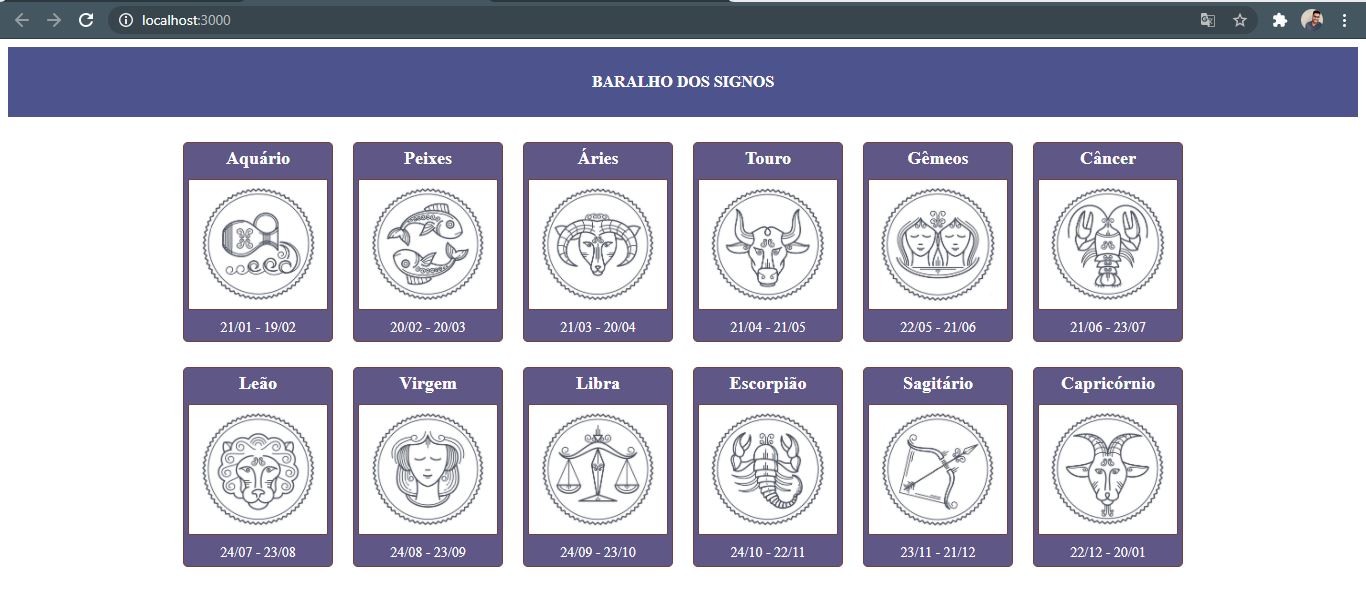 localhost:3000
BARALHO DOS SIGNOS
Aquário Peixes Áries Touro Gêmeos Câncer
21/01 - 19/02 20/02 - 20/03 21/03 - 20/04 21/04 - 21/05 22/05 - 21/06 21/06 - 23/07
Leão Virgem Libra Escorpião Sagitário Capricórnio
24/07 - 23/08 24/08 - 23/09 24/09 - 23/10 24/10 - 22/11 23/11 - 21/12 22/12 - 20/01